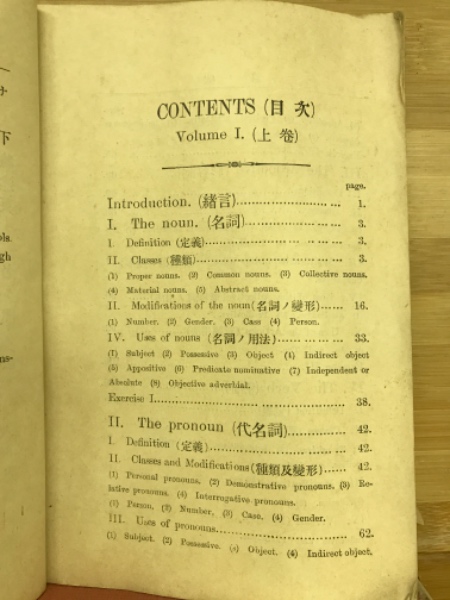 CONTENTS (目次)
Volume I. (上卷)
page.
Introduction. (緒言)........................... 1.
I. The noun. (名詞)........................ 3.
I. Definition (定義)................................. 3.
II. Classes (種類)................................. 3.
(1) Proper nouns. (2) Common nouns. (3) Collective nouns.
(4) Material nouns. (5) Abstract nouns.
II. Modifications of the noun (名詞ノ變形)...... 16.
(1) Number. (2) Gender. (3) Case (4) Person.
IV. Uses of nouns (名詞ノ用法)................ 33.
(1) Subject (2) Possessive (3) Object (4) Indirect object
(5) Appositive (6) Predicate nominative (7) Independent or
Absolute (8) Objective adverbial.
Exercise I............................................. 38.
II. The pronoun (代名詞)............... 42.
I. Definition (定義)................................. 42.
II. Classes and Modifications (種類及變形)...... 42.
(1) Personal pronouns. (2) Demonstrative pronouns. (3) Re-
lative pronouns. (4) Interrogative pronouns.
(1) Person. (2) Number. (3) Case. (4) Gender.
III. Uses of pronouns................................. 62.
(1) Subject. (2) Possessive. (3) Object. (4) Indirect object.